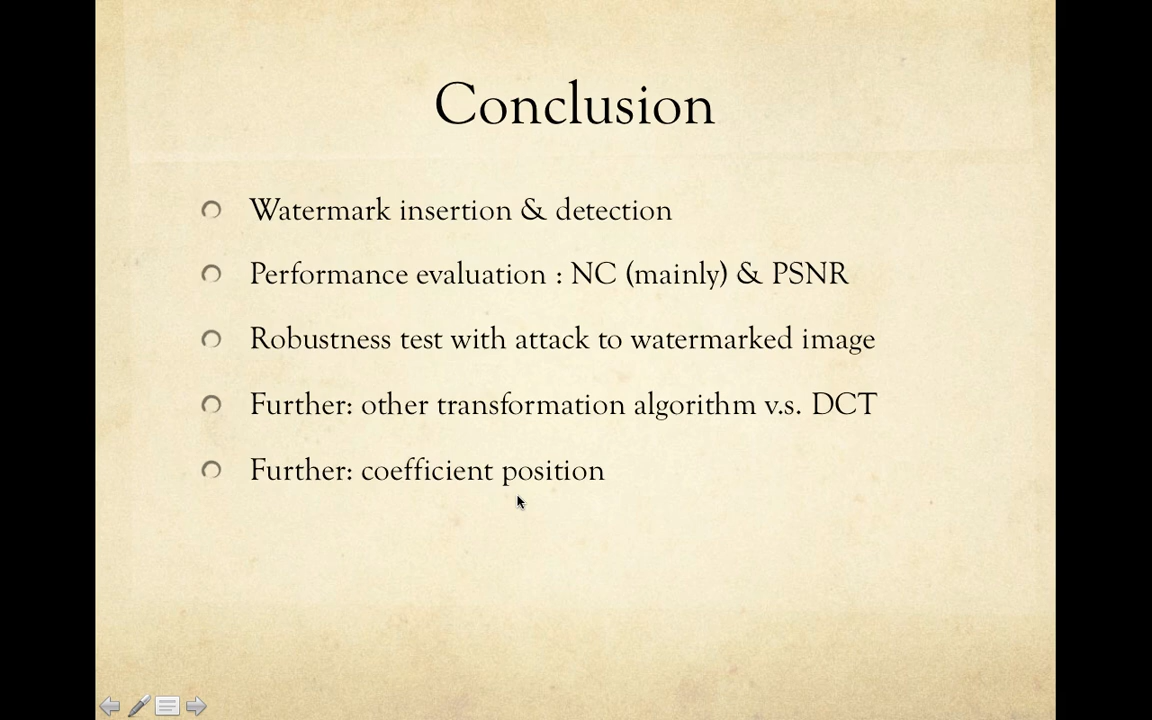 Conclusion
Watermark insertion & detection
Performance evaluation : NC (mainly) & PSNR
Robustness test with attack to watermarked image
Further: other transformation algorithm v.s. DCT
Further: coefficient position